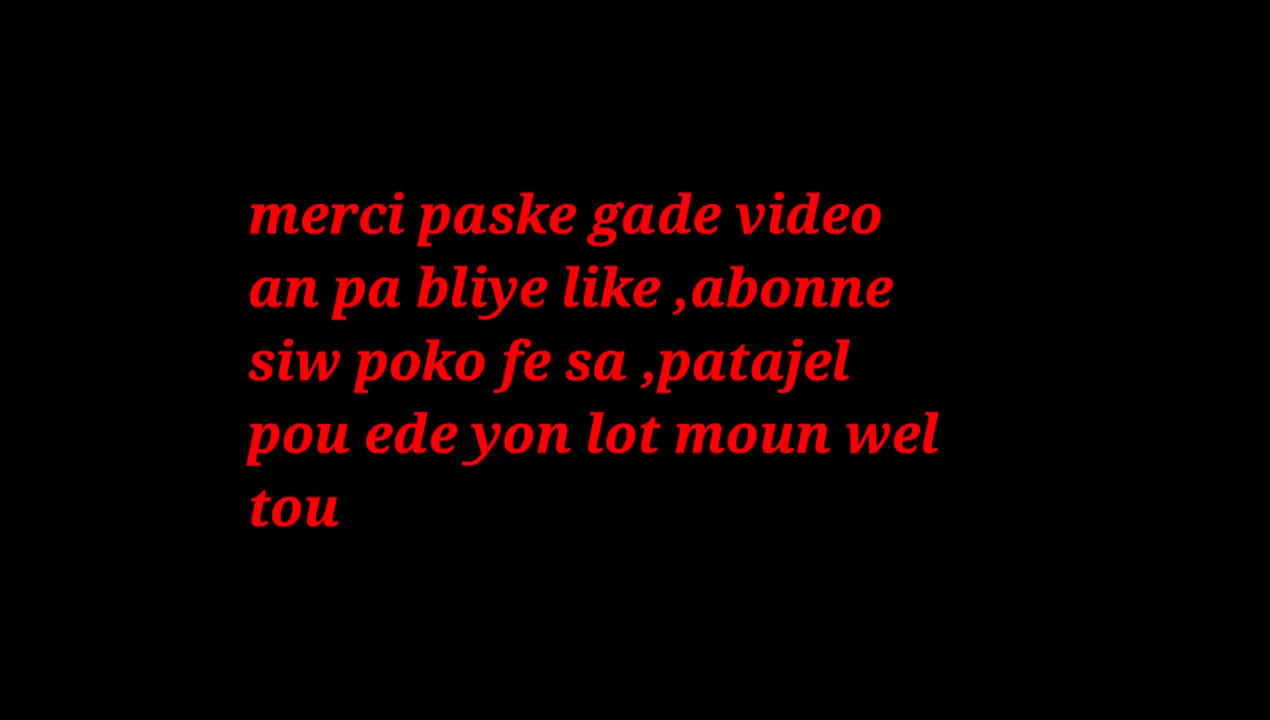 merci paske gade video
an pa bliye like ,abonne
siw poko fe sa ,patajel
pou ede yon lot moun wel
tou